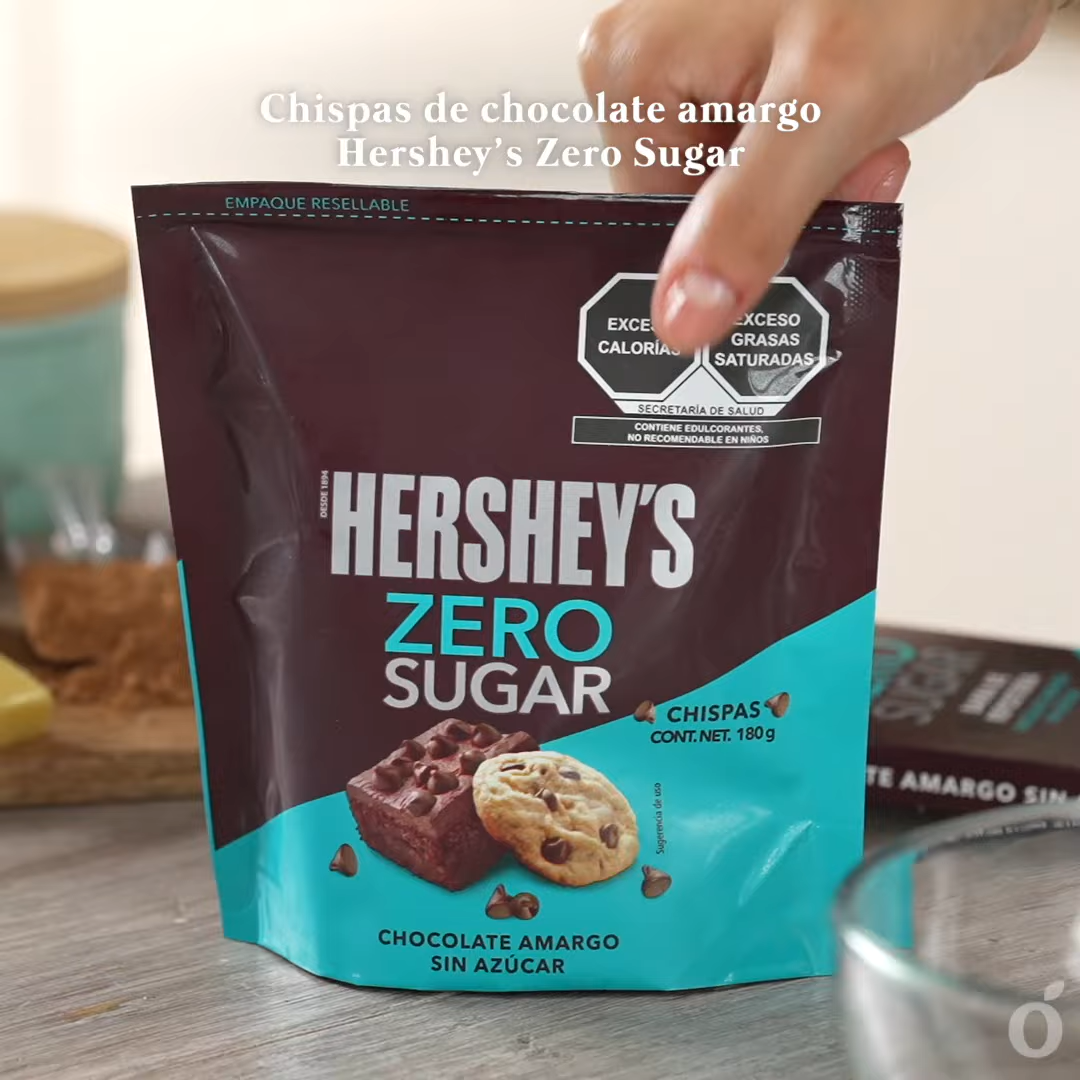 Chispas de chocolate amargo
Hershey's Zero Sugar
EMPAQUE RESELLABLE
CALORÍAS
EXCESO
GRASAS
SATURADAS
SECRETARÍA DE SALUD
CONTIENE EDULCORANTES,
NO RECOMENDABLE EN NIÑOS
DESDE 1894
HERSHEY'S
ZERO
SUGAR
CHISPAS
CONT. NET. 180 g
Sugerencia de uso
CHOCOLATE AMARGO
SIN AZÚCAR
AMARGO SIN